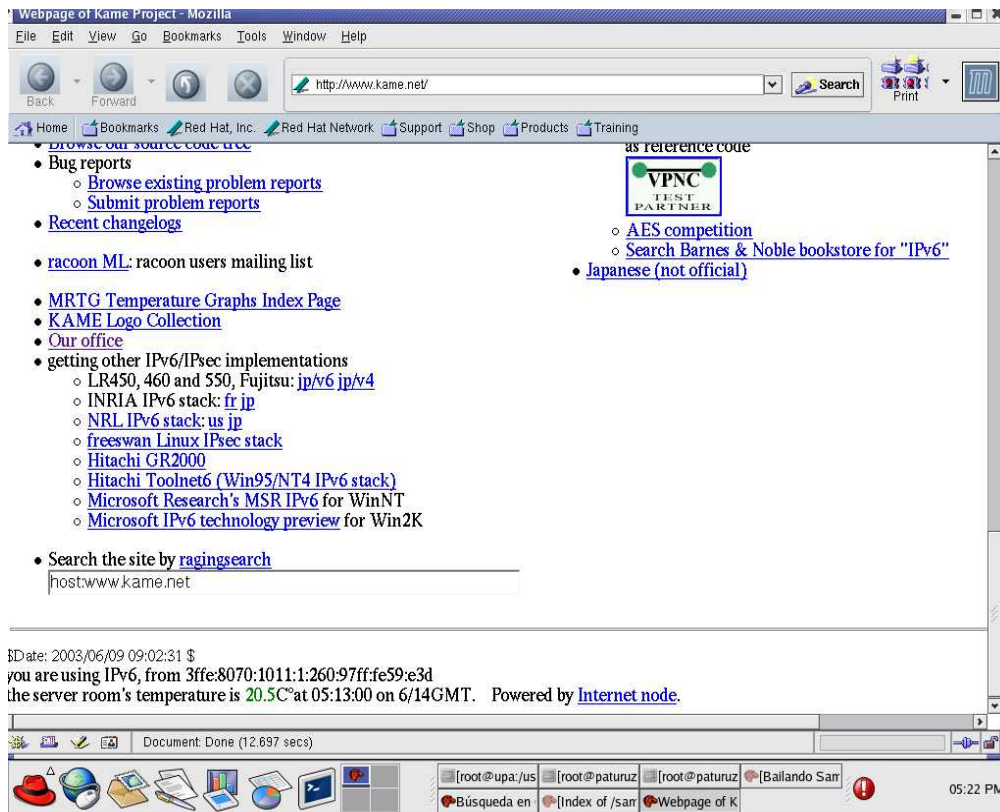 Webpage of Kame Project - Mozilla
File Edit View Go Bookmarks Tools Window Help
Back Forward http://www.kame.net/ Search Print
Home Bookmarks Red Hat, Inc. Red Hat Network Support Shop Products Training
Browse our source code tree
Bug reports
Browse existing problem reports
Submit problem reports
Recent changelogs
racoon ML: racoon users mailing list
MRTG Temperature Graphs Index Page
KAME Logo Collection
Our office
getting other IPv6/IPsec implementations
LR450, 460 and 550, Fujitsu: jp/v6 jp/v4
INRIA IPv6 stack: fr jp
NRL IPv6 stack: us jp
freeswan Linux IPsec stack
Hitachi GR2000
Hitachi Toolnet6 (Win95/NT4 IPv6 stack)
Microsoft Research's MSR IPv6 for WinNT
Microsoft IPv6 technology preview for Win2K
Search the site by ragingsearch
host:www.kame.net
as reference code
VPNC
TEST
PARTNER
AES competition
Search Barnes & Noble bookstore for "IPv6"
Japanese (not official)
$Date: 2003/06/09 09:02:31 $
you are using IPv6, from 3ffe:8070:1011:1:260:97ff:fe59:e3d
the server room's temperature is 20.5C°at 05:13:00 on 6/14GMT. Powered by Internet node.
Document: Done (12.697 secs)
[root@upa:/us [root@paturuz [root@paturuz [Bailando Sam
Búsqueda en [Index of /sam Webpage of K
05:22 PM